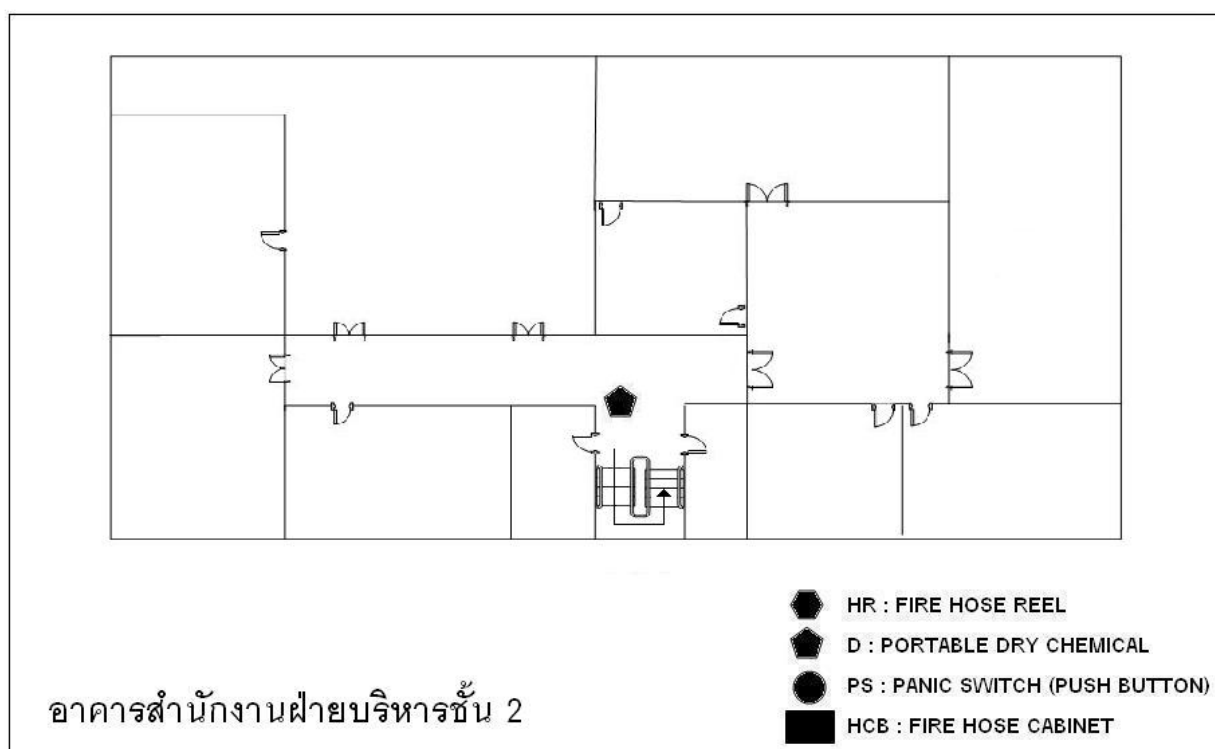 HR : FIRE HOSE REEL
D : PORTABLE DRY CHEMICAL
PS : PANIC SWITCH (PUSH BUTTON)
HCB : FIRE HOSE CABINET
อาคารสำนักงานฝ่ายบริหารชั้น 2